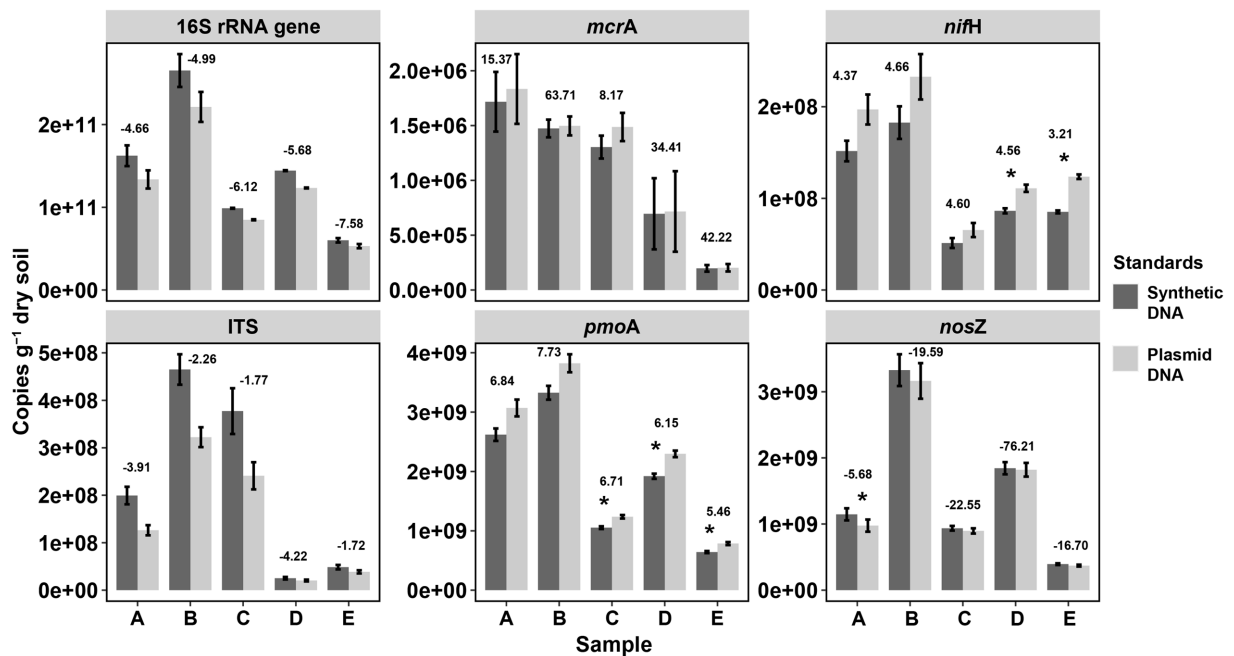 16S rRNA gene
mcrA
nifH
-4.99
-4.66
-5.68
-6.12
-7.58
2e+11
1e+11
0e+00
15.37
63.71
8.17
34.41
42.22
2.0e+06
1.5e+06
1.0e+06
5.0e+05
0.0e+00
4.37
4.66
4.56
*
3.21
*
4.60
2e+08
1e+08
0e+00
Copies g⁻¹ dry soil
Standards
Synthetic
DNA
Plasmid
DNA
ITS
pmoA
nosZ
-2.26
-1.77
-3.91
-4.22
-1.72
5e+08
4e+08
3e+08
2e+08
1e+08
0e+00
A B C D E
7.73
6.84
6.15
*
6.71
*
5.46
*
4e+09
3e+09
2e+09
1e+09
0e+00
A B C D E
-19.59
-76.21
-5.68
*
-22.55
-16.70
3e+09
2e+09
1e+09
0e+00
A B C D E
Sample